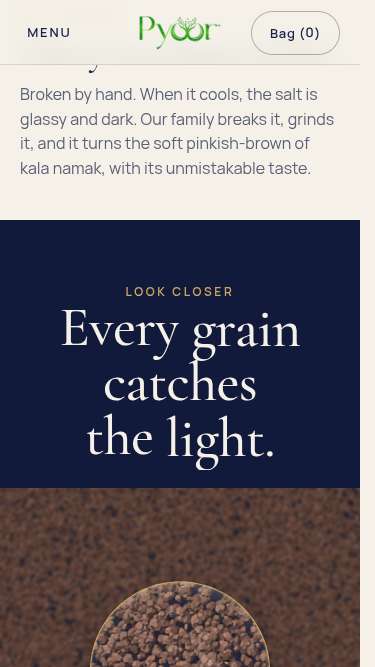 MENU
Pyoor
Bag (0)
Broken by hand. When it cools, the salt is
glassy and dark. Our family breaks it, grinds
it, and it turns the soft pinkish-brown of
kala namak, with its unmistakable taste.
LOOK CLOSER
Every grain
catches
the light.